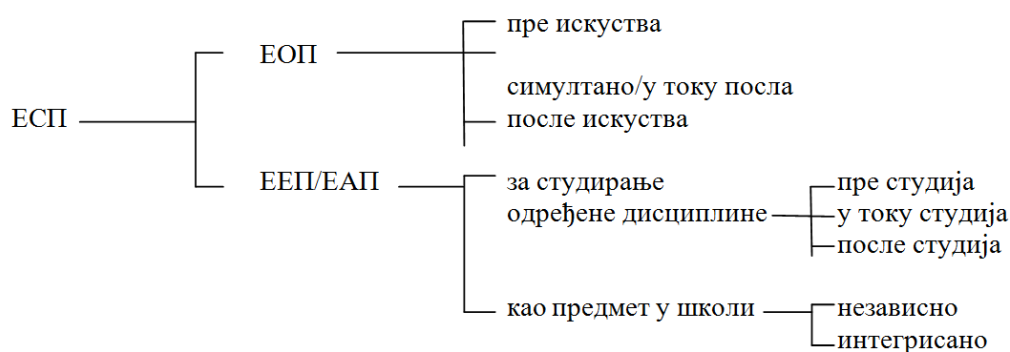 пре искуства
ЕОП
симултано/у току посла
ЕСП
после искуства
ЕЕП/ЕАП
за студирање
пре студија
одређене дисциплине
у току студија
после студија
као предмет у школи
независно
интегрисано